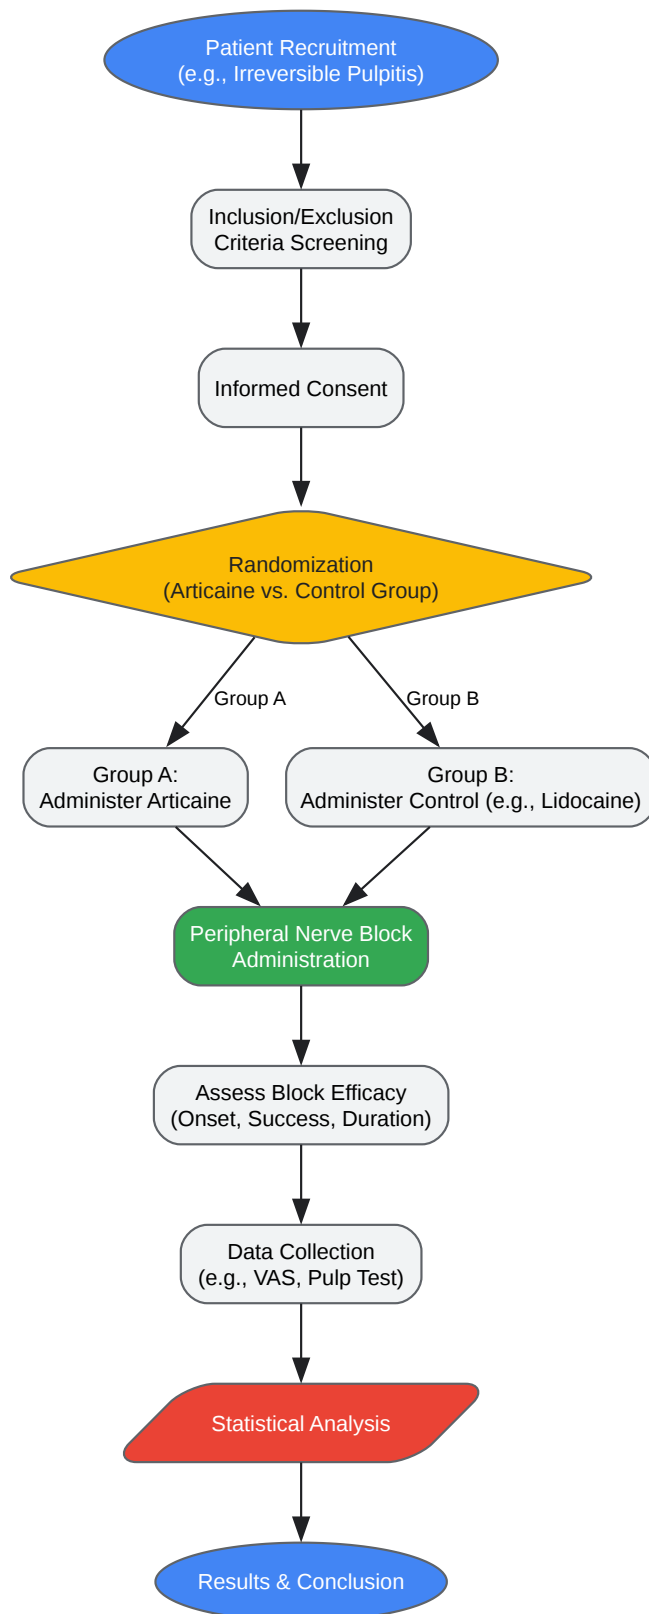 Patient Recruitment
(e.g., Irreversible Pulpitis)
Inclusion/Exclusion
Criteria Screening
Informed Consent
Randomization
(Articaine vs. Control Group)
Group A
Group B
Group A:
Administer Articaine
Group B:
Administer Control (e.g., Lidocaine)
Peripheral Nerve Block
Administration
Assess Block Efficacy
(Onset, Success, Duration)
Data Collection
(e.g., VAS, Pulp Test)
Statistical Analysis
Results & Conclusion